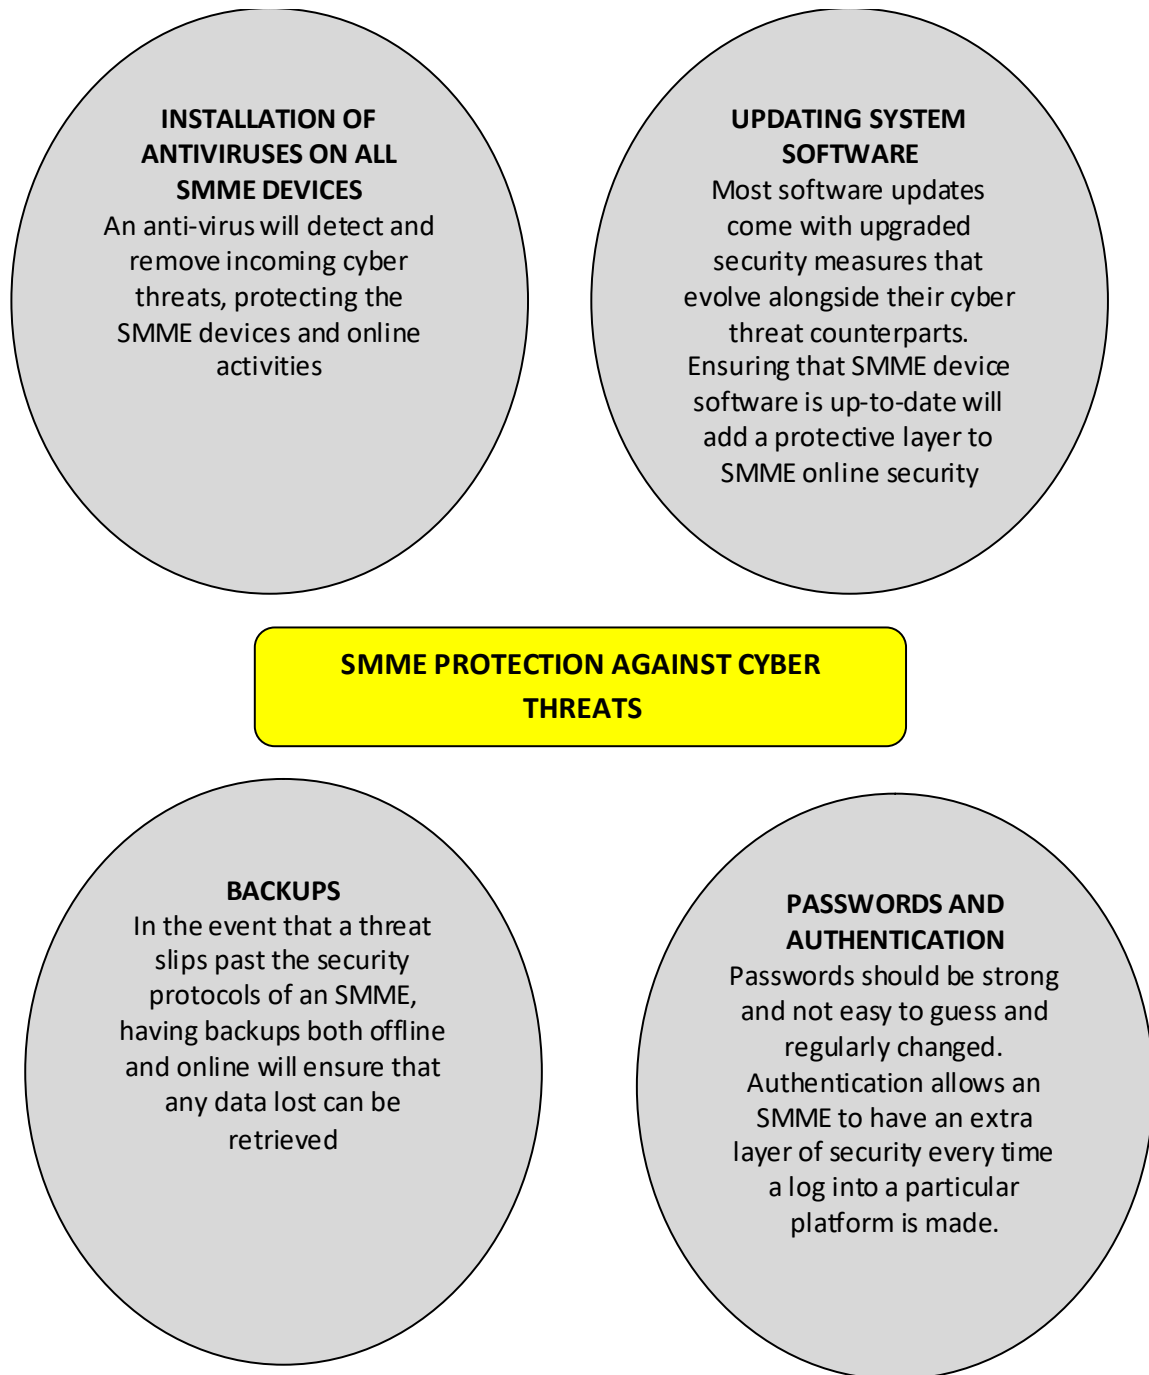 INSTALLATION OF
ANTIVIRUSES ON ALL
SMME DEVICES
An anti-virus will detect and
remove incoming cyber
threats, protecting the
SMME devices and online
activities
UPDATING SYSTEM
SOFTWARE
Most software updates
come with upgraded
security measures that
evolve alongside their cyber
threat counterparts.
Ensuring that SMME device
software is up-to-date will
add a protective layer to
SMME online security
SMME PROTECTION AGAINST CYBER
THREATS
BACKUPS
In the event that a threat
slips past the security
protocols of an SMME,
having backups both offline
and online will ensure that
any data lost can be
retrieved
PASSWORDS AND
AUTHENTICATION
Passwords should be strong
and not easy to guess and
regularly changed.
Authentication allows an
SMME to have an extra
layer of security every time
a log into a particular
platform is made.